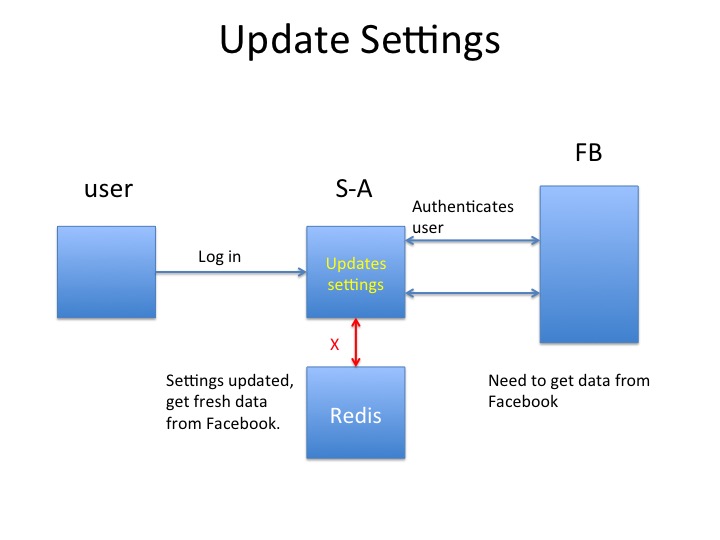 Update Settings
FB
user
S-A
Authenticates
user
Log in
Updates
settings
X
Settings updated,
get fresh data
from Facebook.
Redis
Need to get data from
Facebook